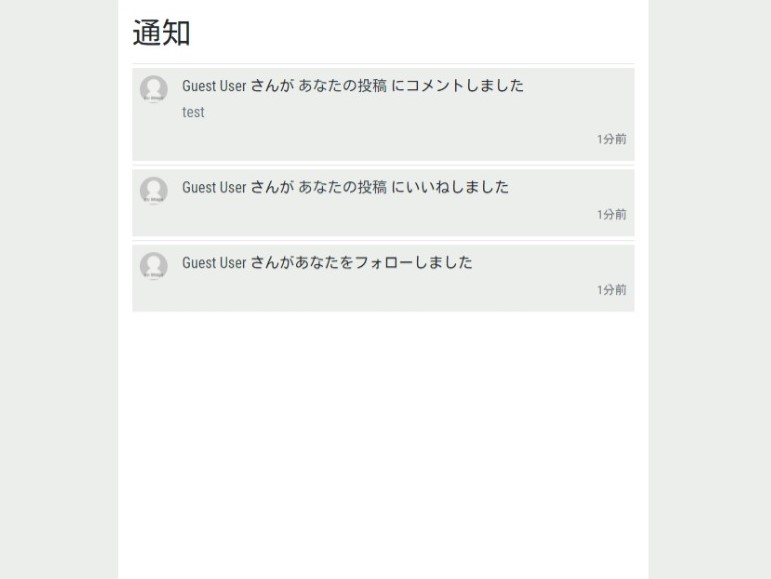 通知
Guest User さんが あなたの投稿 にコメントしました
test
1分前
Guest User さんが あなたの投稿 にいいねしました
1分前
Guest User さんがあなたをフォローしました
1分前